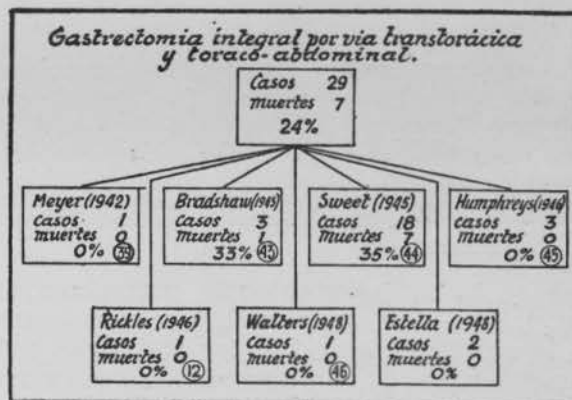 Gastrectomia integral por via transtorácica
y toraco-abdominal.
Casos 29
muertes 7
24%
Meyer (1942)
casos 1
muertos 0
0% 39
Bradshaw (1945)
casos 3
muertes 1
33% 43
Sweet (1945)
Casos 18
muertes 7
35% 44
Humphreys (1946)
casos 3
muertes 0
0% 45
Rickles (1946)
Casos 1
muertes 0
0% 12
Walters (1948)
Casos 1
muertes 0
0% 46
Estella (1948)
Casos 2
muertes 0
0%